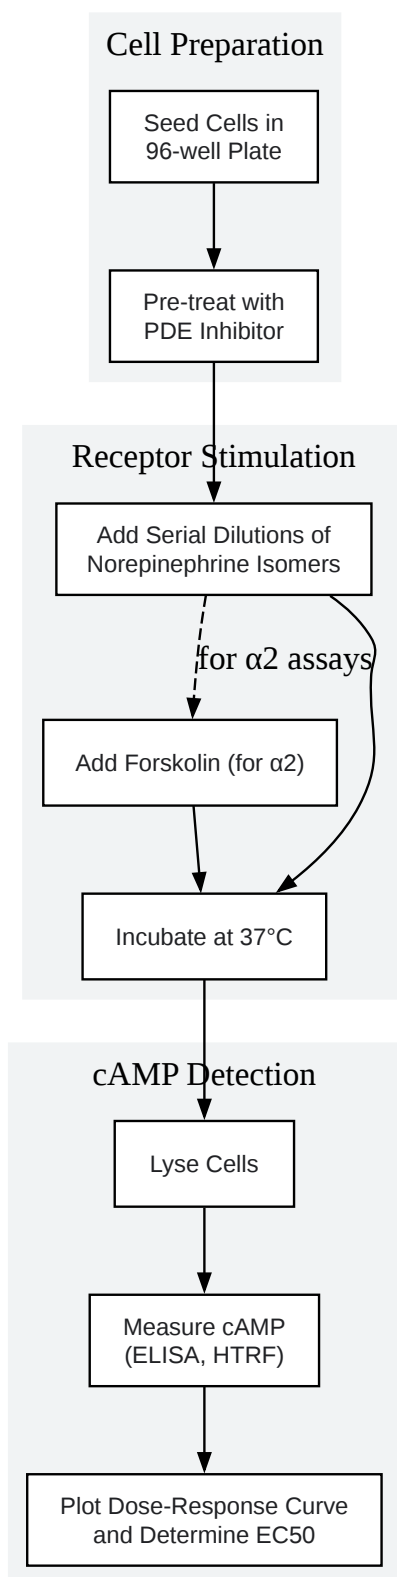 Cell Preparation
Seed Cells in
96-well Plate
Pre-treat with
PDE Inhibitor
Receptor Stimulation
Add Serial Dilutions of
Norepinephrine Isomers
for α2 assays
Add Forskolin (for α2)
Incubate at 37°C
cAMP Detection
Lyse Cells
Measure cAMP
(ELISA, HTRF)
Plot Dose-Response Curve
and Determine EC50